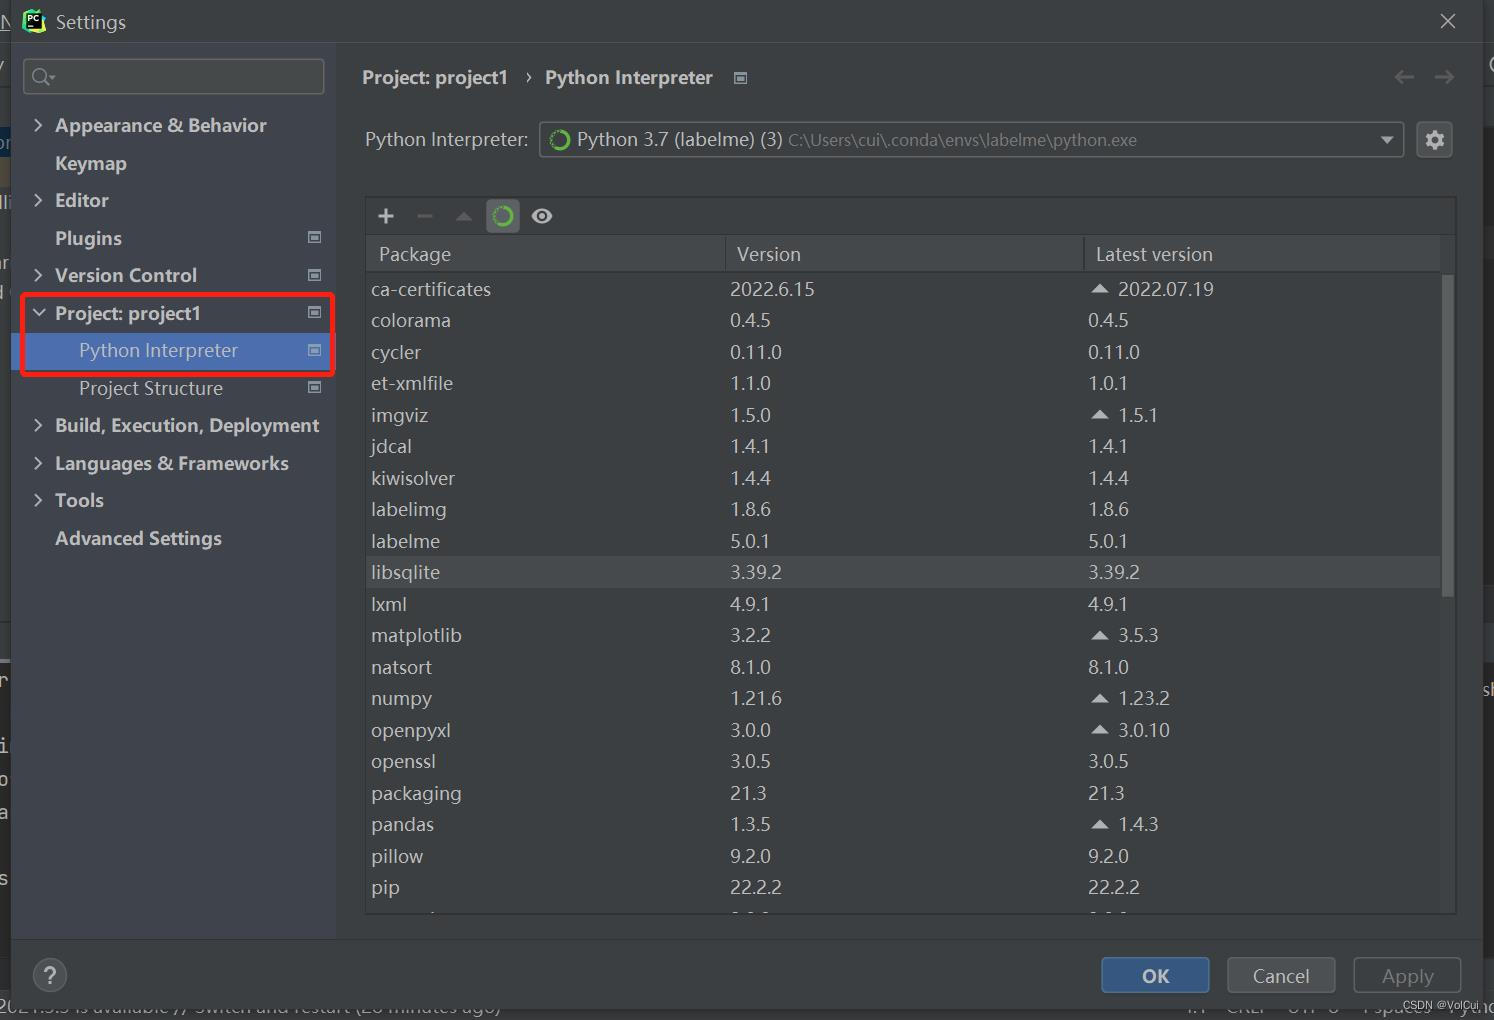 Settings
Project: project1 › Python Interpreter
Appearance & Behavior
Keymap
Editor
Plugins
Version Control
Project: project1
Python Interpreter
Project Structure
Build, Execution, Deployment
Languages & Frameworks
Tools
Advanced Settings
Python Interpreter: Python 3.7 (labelme) (3) C:\Users\cui\.conda\envs\labelme\python.exe
Package Version Latest version
ca-certificates 2022.6.15 2022.07.19
colorama 0.4.5 0.4.5
cycler 0.11.0 0.11.0
et-xmlfile 1.1.0 1.0.1
imgviz 1.5.0 1.5.1
jdcal 1.4.1 1.4.1
kiwisolver 1.4.4 1.4.4
labelimg 1.8.6 1.8.6
labelme 5.0.1 5.0.1
libsqlite 3.39.2 3.39.2
lxml 4.9.1 4.9.1
matplotlib 3.2.2 3.5.3
natsort 8.1.0 8.1.0
numpy 1.21.6 1.23.2
openpyxl 3.0.0 3.0.10
openssl 3.0.5 3.0.5
packaging 21.3 21.3
pandas 1.3.5 1.4.3
pillow 9.2.0 9.2.0
pip 22.2.2 22.2.2
? OK Cancel Apply
is available // Switch and restart
CSDN @VolCui